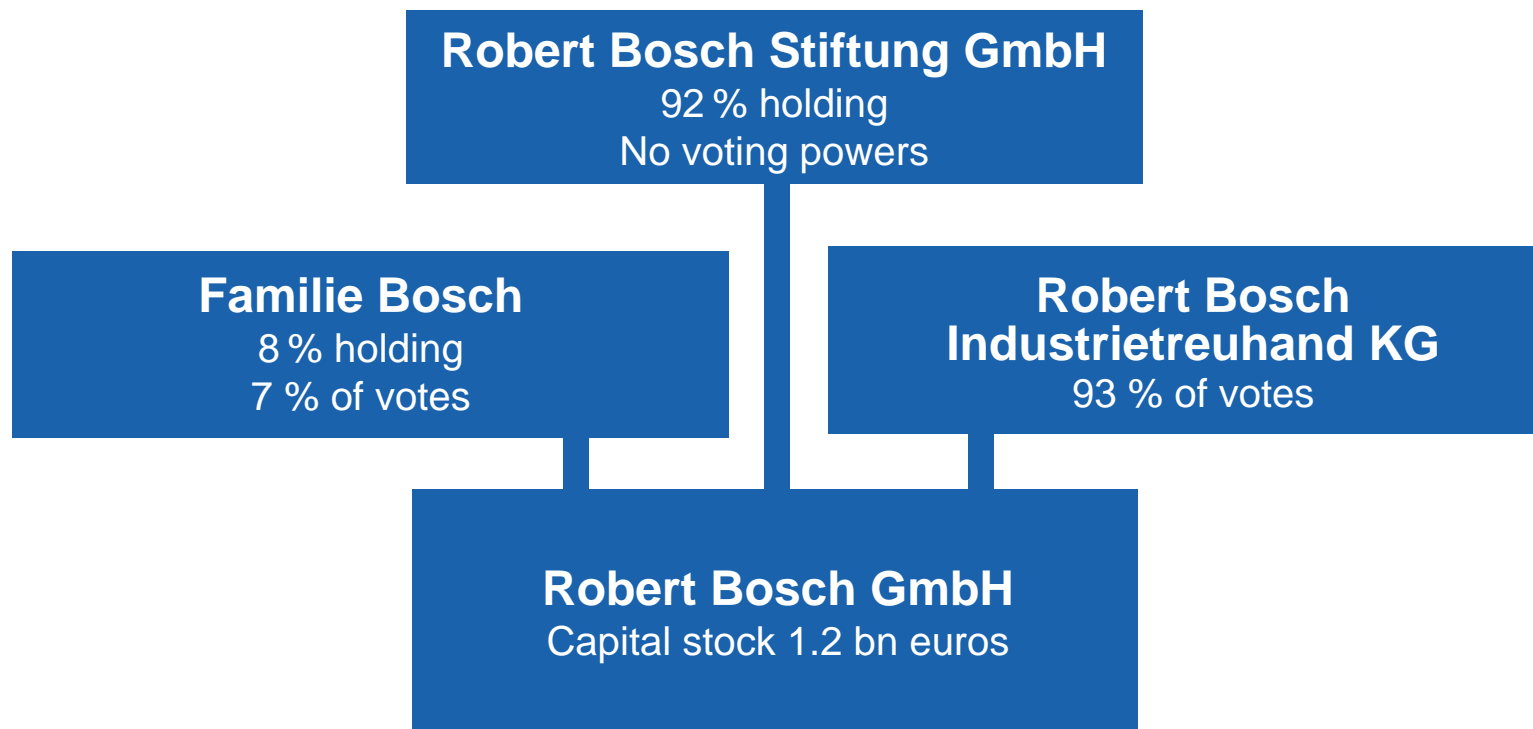 Robert Bosch Stiftung GmbH
92 % holding
No voting powers
Familie Bosch
8 % holding
7 % of votes
Robert Bosch
Industrietreuhand KG
93 % of votes
Robert Bosch GmbH
Capital stock 1.2 bn euros